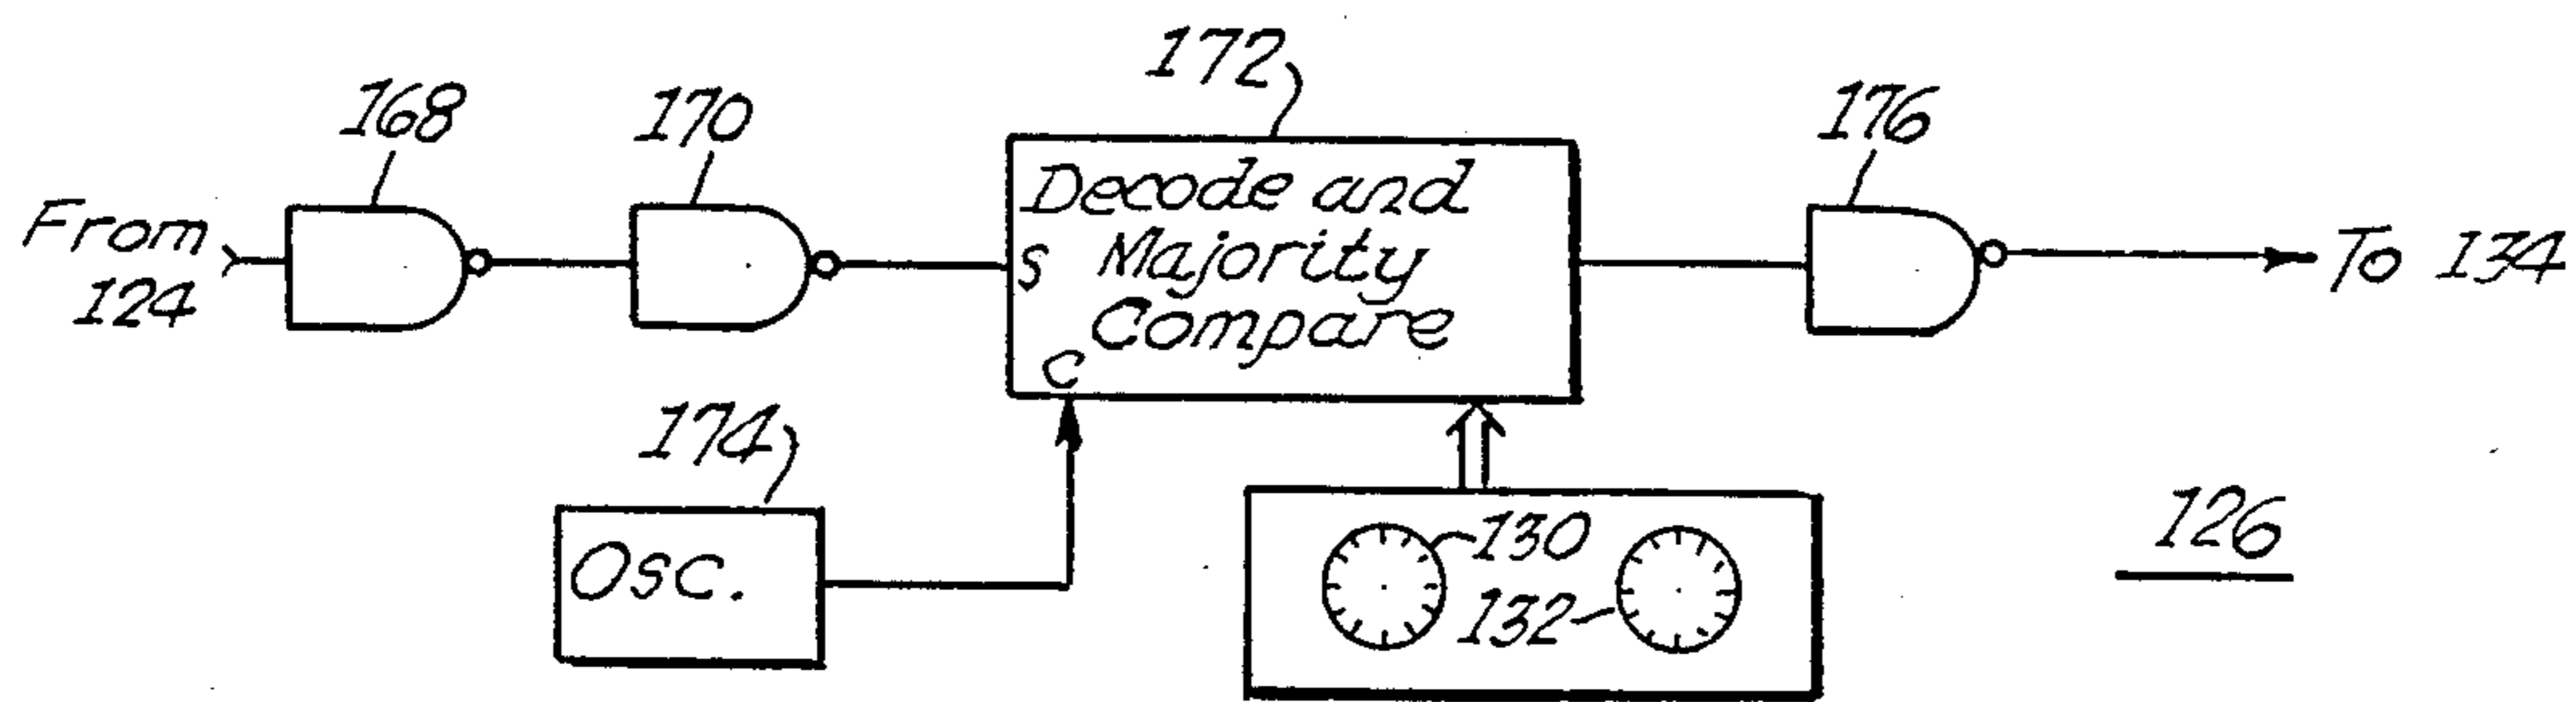 172
168
170
176
From
124
Decode and
S Majority
Compare
C
To 134
174
Osc.
130
132
126